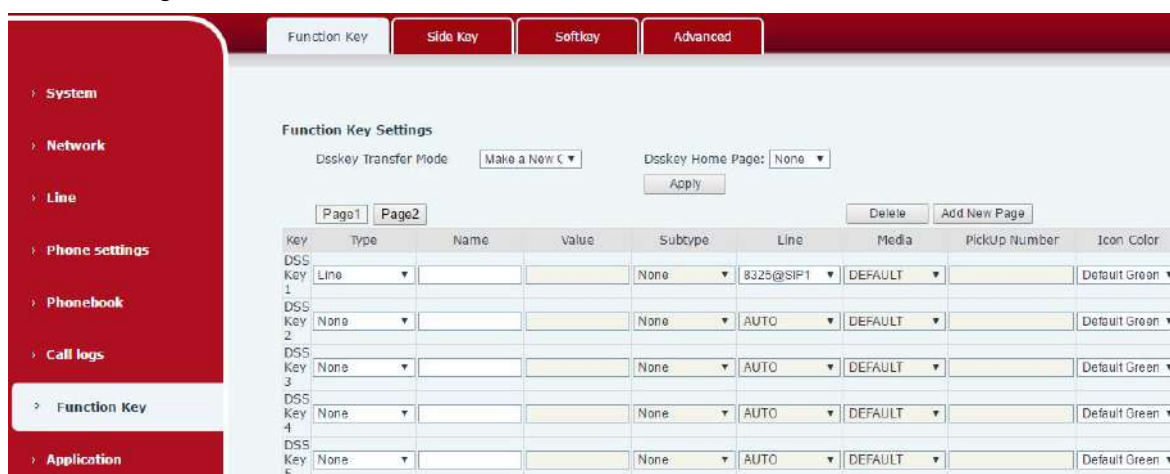 Function Key Side Key Softkey Advanced
System
Network
Line
Phone settings
Phonebook
Call logs
Function Key
Application
Function Key Settings
Dsskey Transfer Mode Make a New C Dsskey Home Page: None
Apply
Page1 Page2 Delete Add New Page
Key Type Name Value Subtype Line Media PickUp Number Icon Color
DSS Key 1 Line None 8325@SIP1 DEFAULT Default Green
DSS Key 2 None None AUTO DEFAULT Default Green
DSS Key 3 None None AUTO DEFAULT Default Green
DSS Key 4 None None AUTO DEFAULT Default Green
DSS Key 5 None None AUTO DEFAULT Default Green